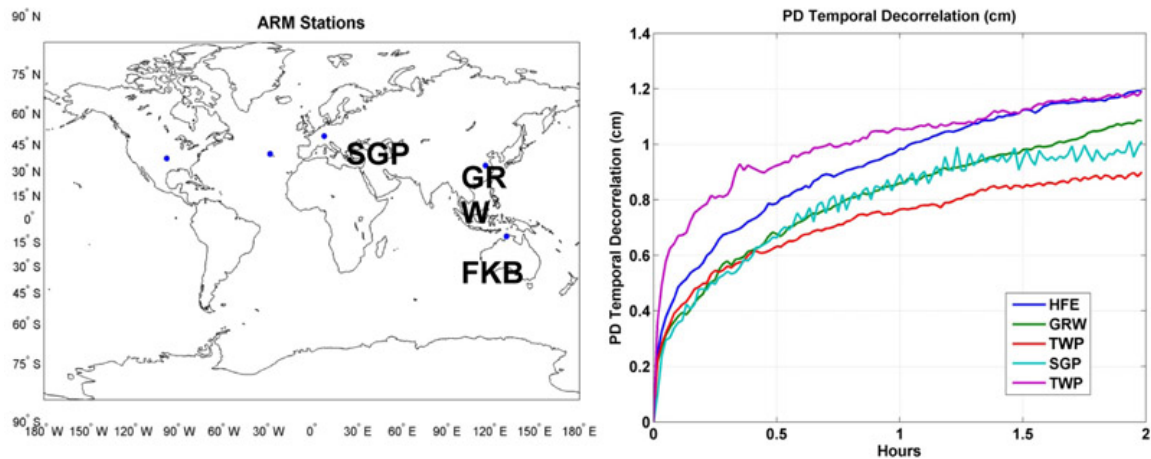 ARM Stations
90° N
75° N
60° N
45° N
30° N
15° N
0°
15° S
30° S
45° S
60° S
75° S
90° S
180° W 150° W 120° W 90° W 60° W 30° W 0° 30° E 60° E 90° E 120° E 150° E 180° E
SGP
GR
W
FKB
PD Temporal Decorrelation (cm)
PD Temporal Decorrelation (cm)
1.4
1.2
1
0.8
0.6
0.4
0.2
0
0 0.5 1 1.5 2
Hours
HFE
GRW
TWP
SGP
TWP